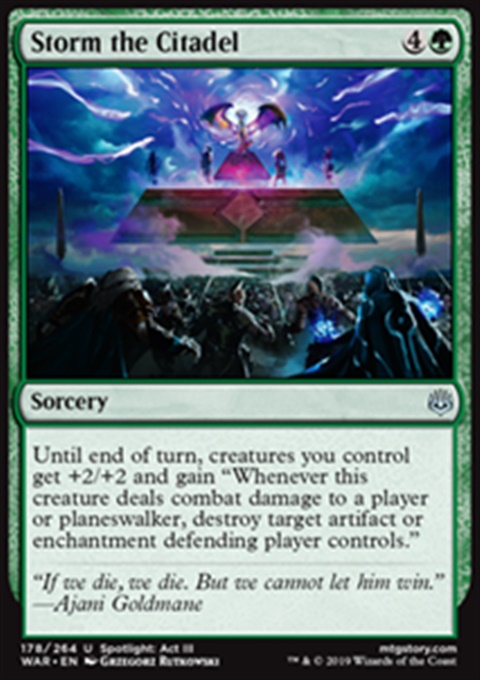 Storm the Citadel 4
Sorcery
Until end of turn, creatures you control
get +2/+2 and gain “Whenever this
creature deals combat damage to a player
or planeswalker, destroy target artifact or
enchantment defending player controls.”
“If we die, we die. But we cannot let him win.”
—Ajani Goldmane
178/264 U Spotlight: Act III
WAR • EN Grzegorz Rutkowski
mtgstory.com
™ & © 2019 Wizards of the Coast